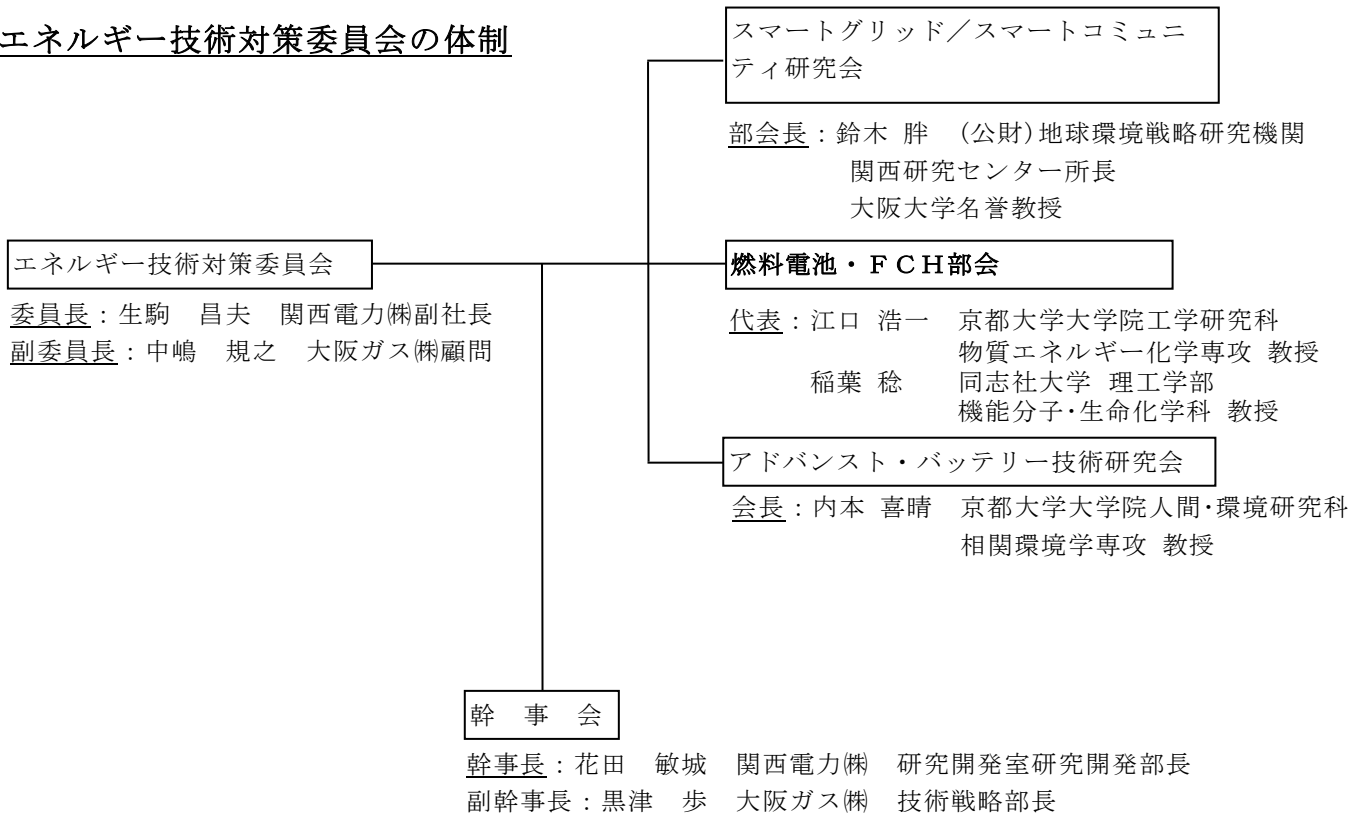 エネルギー技術対策委員会の体制
スマートグリッド／スマートコミュニ
ティ研究会
部会長：鈴木 胖 (公財)地球環境戦略研究機関
関西研究センター所長
大阪大学名誉教授
エネルギー技術対策委員会
委員長：生駒 昌夫 関西電力㈱副社長
副委員長：中嶋 規之 大阪ガス㈱顧問
燃料電池・ＦＣＨ部会
代表：江口 浩一 京都大学大学院工学研究科
物質エネルギー化学専攻 教授
稲葉 稔 同志社大学 理工学部
機能分子･生命化学科 教授
アドバンスト・バッテリー技術研究会
会長：内本 喜晴 京都大学大学院人間･環境研究科
相関環境学専攻 教授
幹 事 会
幹事長：花田 敏城 関西電力㈱ 研究開発室研究開発部長
副幹事長：黒津 歩 大阪ガス㈱ 技術戦略部長